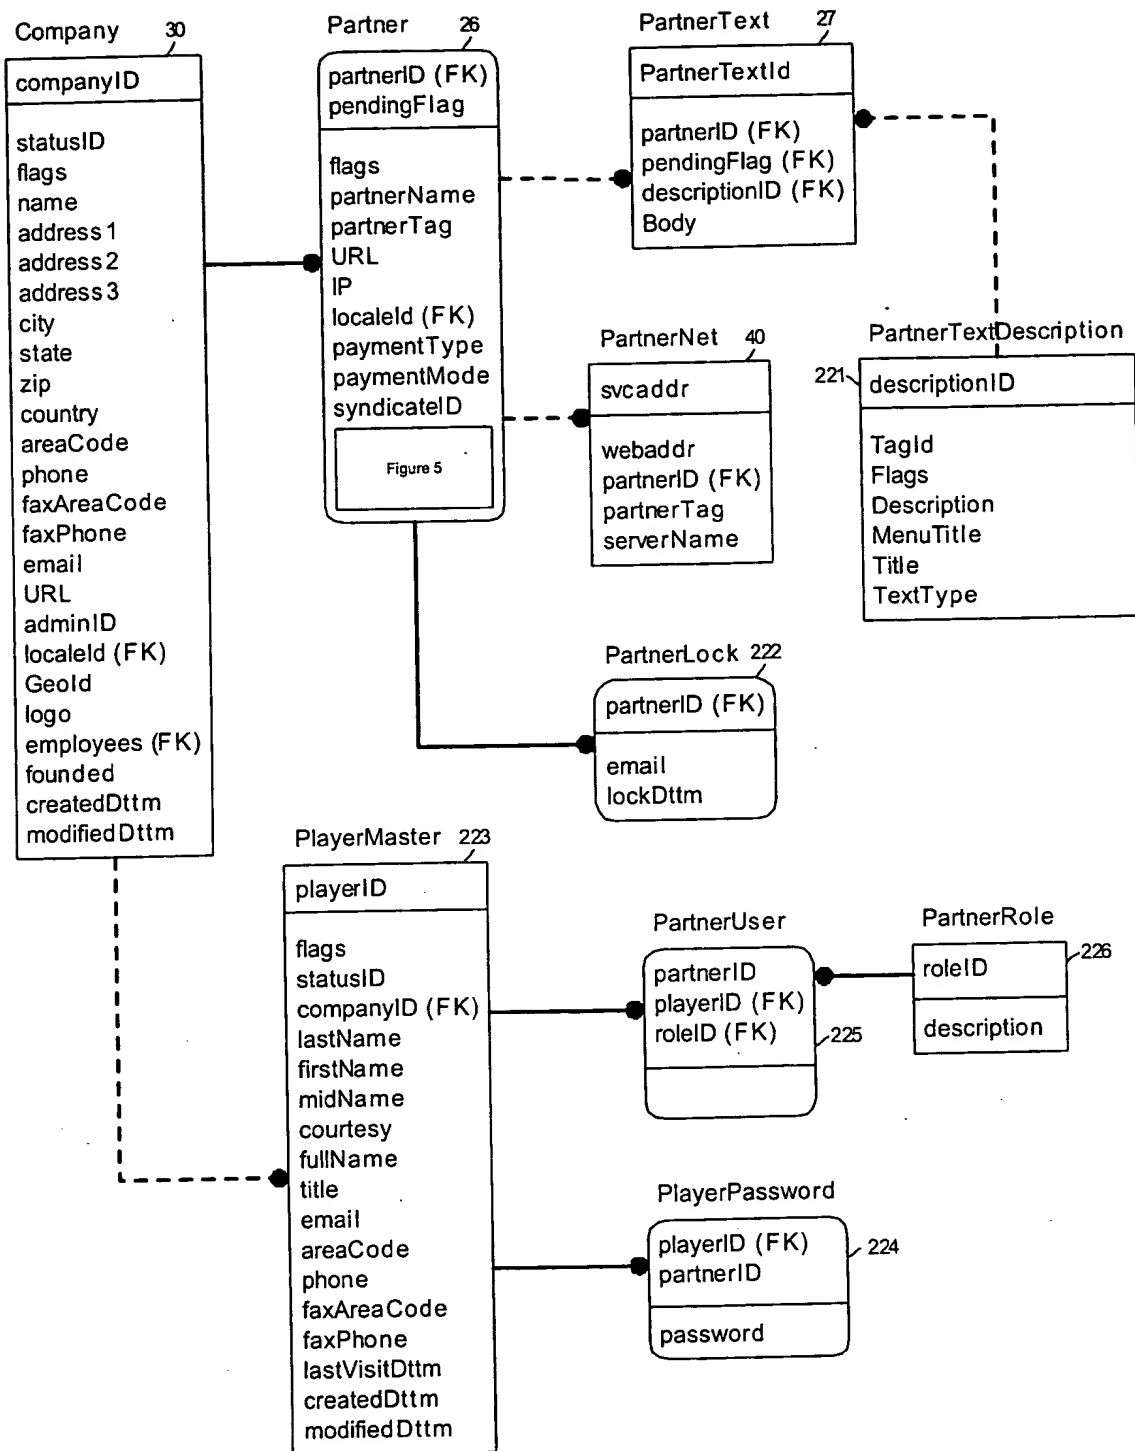 Company 30
companyID
statusID
flags
name
address1
address2
address3
city
state
zip
country
areaCode
phone
faxAreaCode
faxPhone
email
URL
adminID
localeId (FK)
GeoId
logo
employees (FK)
founded
createdDttm
modifiedDttm
Partner 26
partnerID (FK)
pendingFlag
flags
partnerName
partnerTag
URL
IP
localeId (FK)
paymentType
paymentMode
syndicateID
Figure 5
PartnerText 27
PartnerTextId
partnerID (FK)
pendingFlag (FK)
descriptionID (FK)
Body
PartnerNet 40
svcaddr
webaddr
partnerID (FK)
partnerTag
serverName
PartnerTextDescription
221
descriptionID
TagId
Flags
Description
MenuTitle
Title
TextType
PartnerLock 222
partnerID (FK)
email
lockDttm
PlayerMaster 223
playerID
flags
statusID
companyID (FK)
lastName
firstName
midName
courtesy
fullName
title
email
areaCode
phone
faxAreaCode
faxPhone
lastVisitDttm
createdDttm
modifiedDttm
PartnerUser
partnerID
playerID (FK)
roleID (FK)
225
PartnerRole
roleID
226
description
PlayerPassword
playerID (FK)
partnerID
224
password